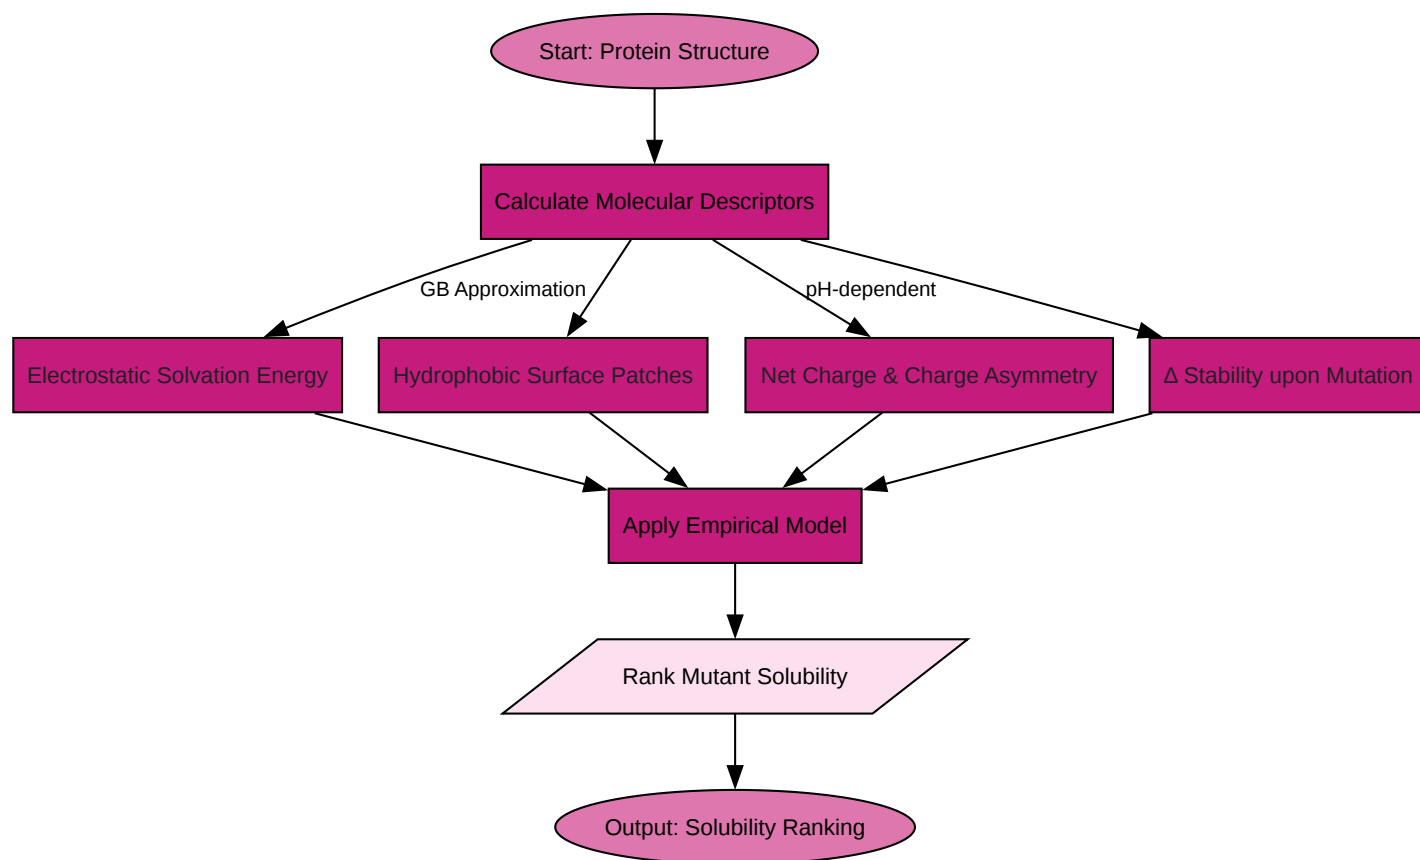 Start: Protein Structure
Calculate Molecular Descriptors
GB Approximation
pH-dependent
Electrostatic Solvation Energy
Hydrophobic Surface Patches
Net Charge & Charge Asymmetry
Δ Stability upon Mutation
Apply Empirical Model
Rank Mutant Solubility
Output: Solubility Ranking